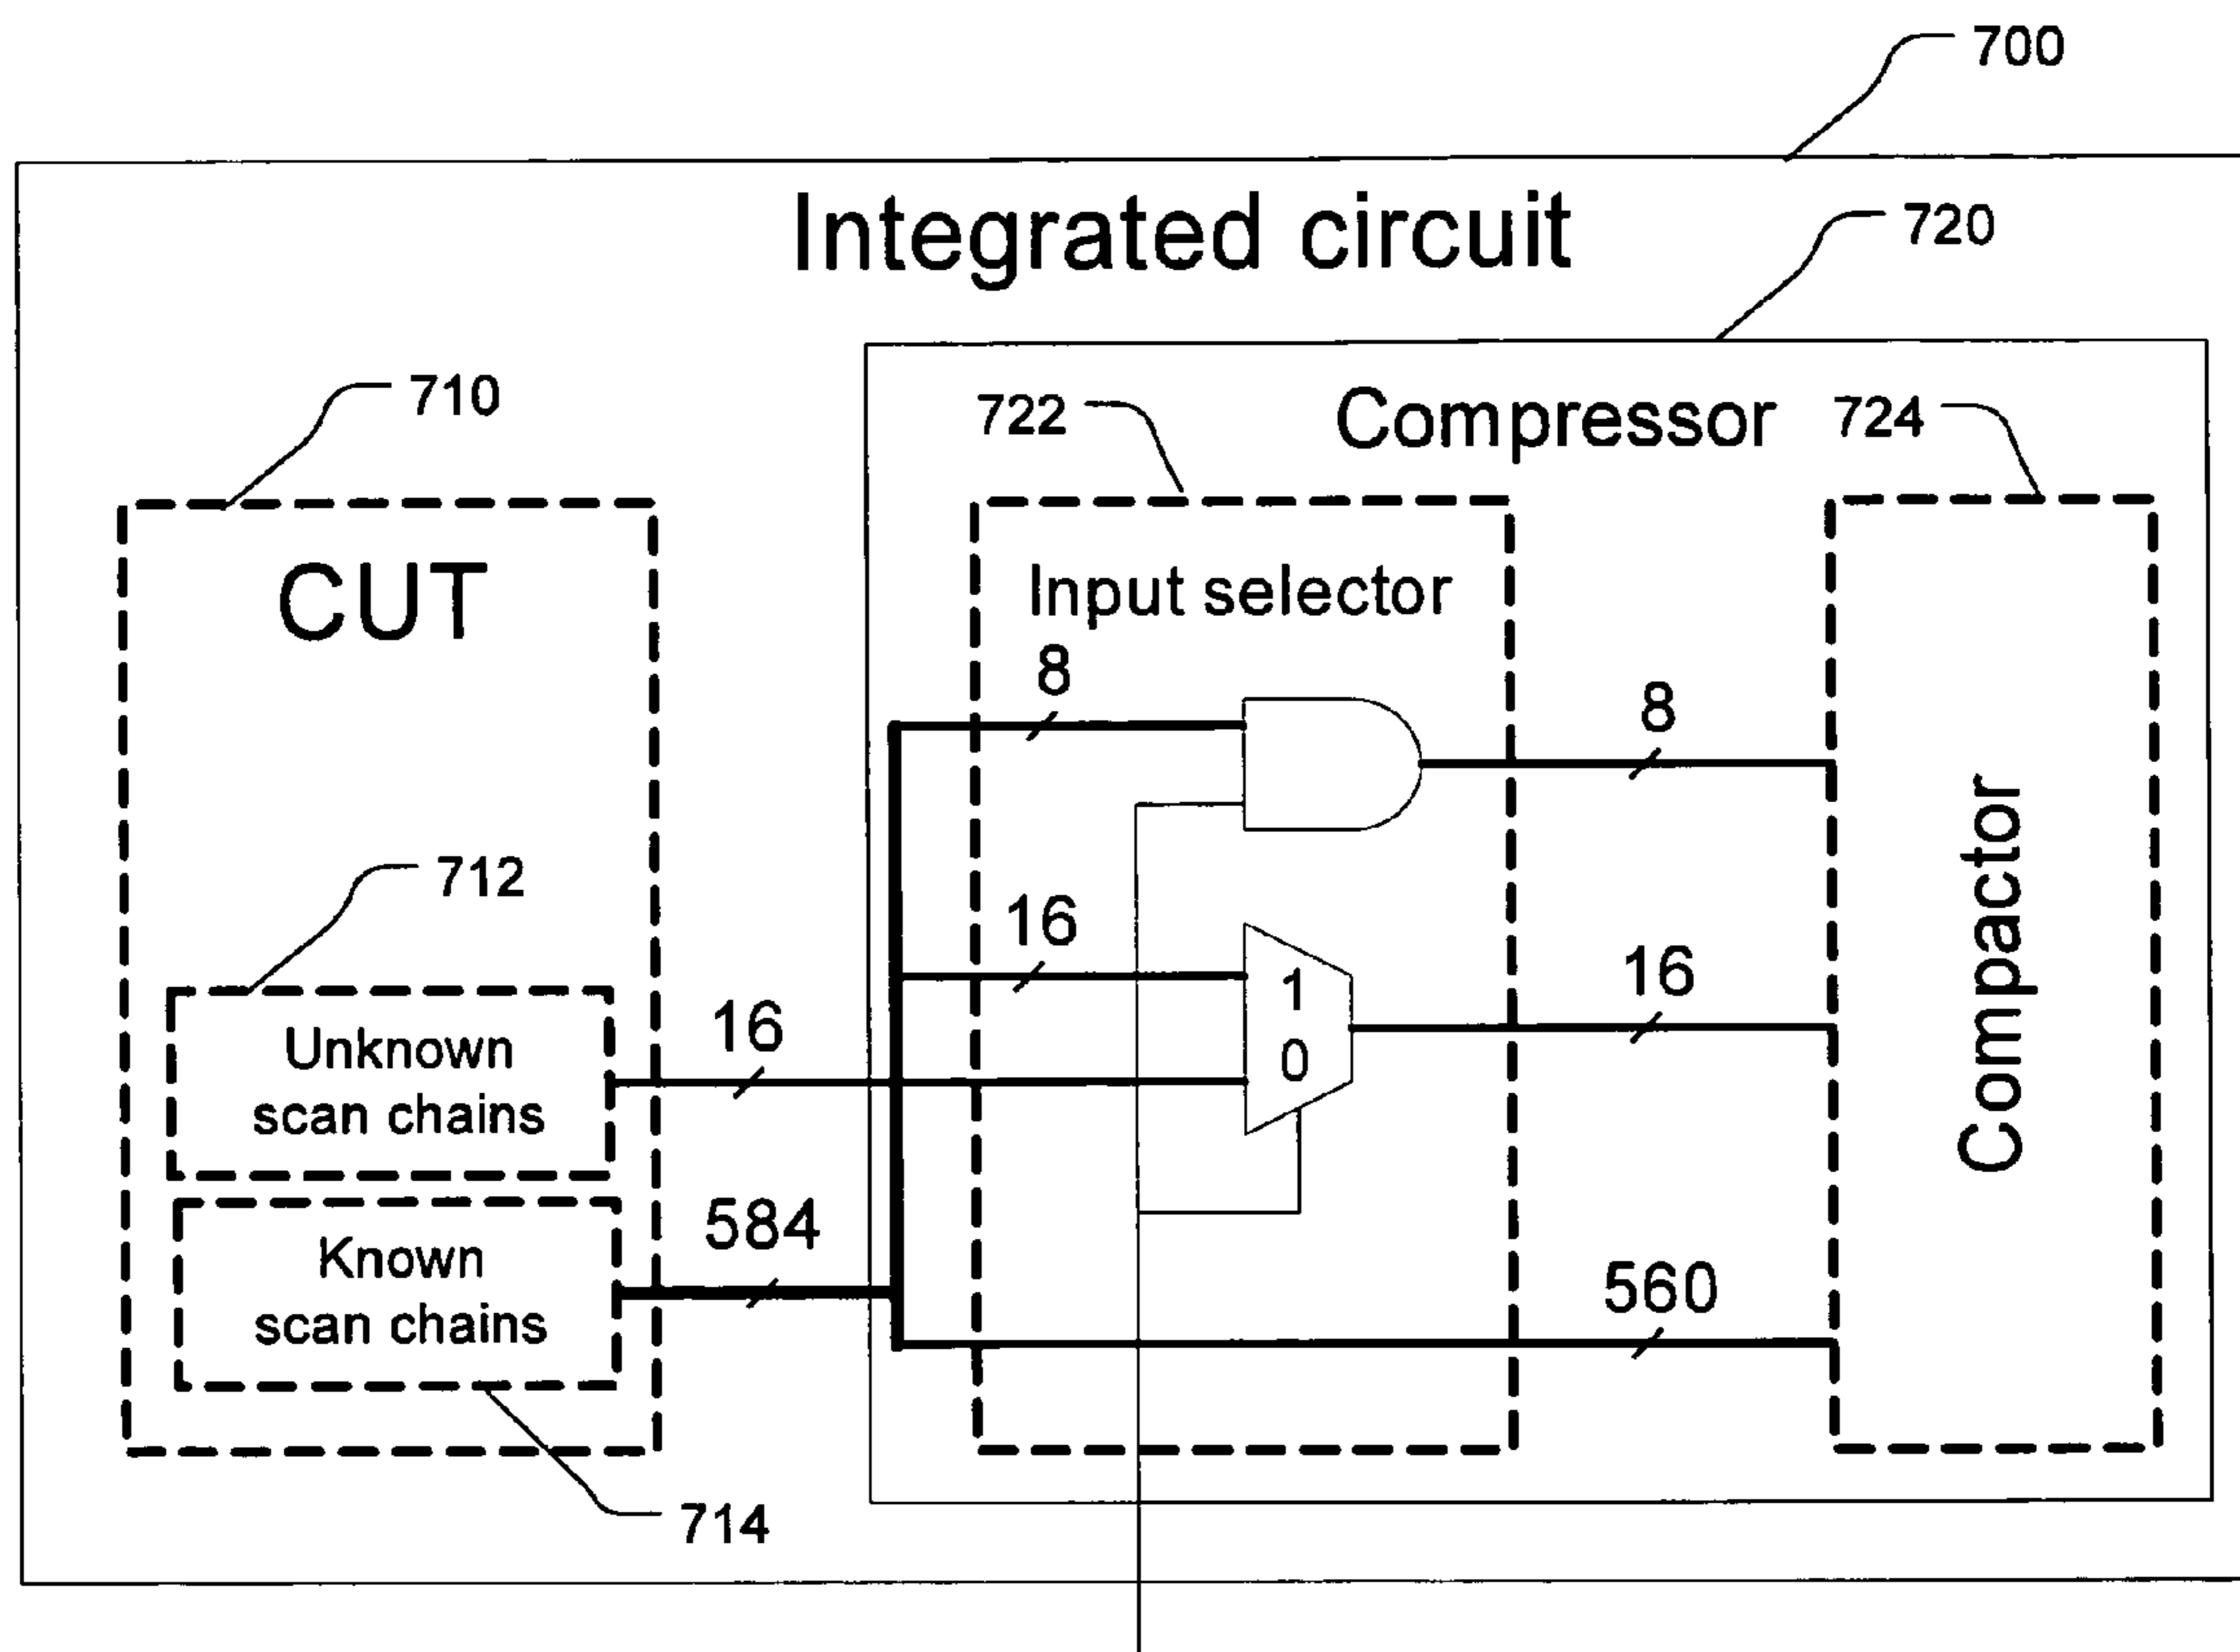 700
Integrated circuit
720
710
722
Compressor
724
CUT
Input selector
8
8
712
16
16
1
0
Unknown
scan chains
16
Compactor
584
Known
scan chains
560
714